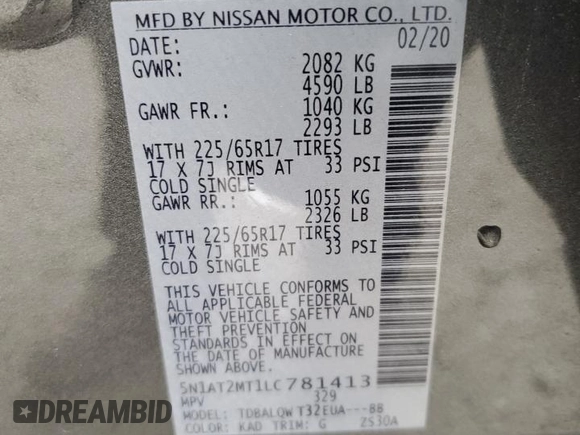 MFD BY NISSAN MOTOR CO., LTD.
DATE: 02/20
GVWR: 2082 KG
4590 LB
GAWR FR.: 1040 KG
2293 LB
WITH 225/65R17 TIRES
17 X 7J RIMS AT 33 PSI
COLD SINGLE
GAWR RR.: 1055 KG
2326 LB
WITH 225/65R17 TIRES
17 X 7J RIMS AT 33 PSI
COLD SINGLE
THIS VEHICLE CONFORMS TO
ALL APPLICABLE FEDERAL
MOTOR VEHICLE SAFETY AND
THEFT PREVENTION
STANDARDS IN EFFECT ON
THE DATE OF MANUFACTURE
SHOWN ABOVE.
5N1AT2MT1LC781413
MPV 329
MODEL: TDBALQWT32EUA---BB
COLOR: KAD TRIM: G 2S30A
EPICBID
AUCTION HISTORY